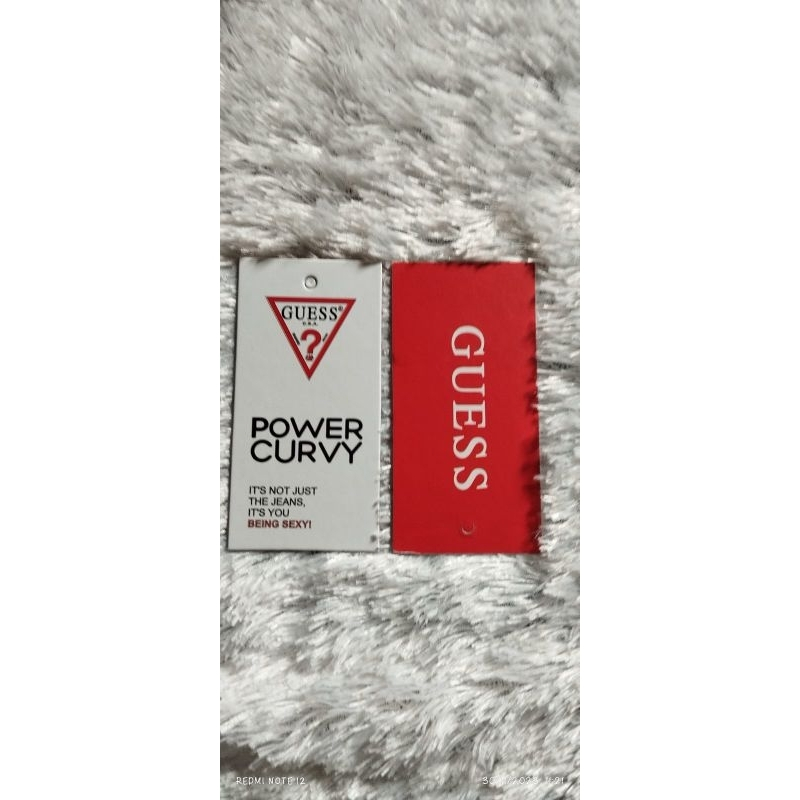 GUESS®
U.S.A.
?
POWER
CURVY
IT'S NOT JUST
THE JEANS,
IT'S YOU
BEING SEXY!
GUESS
REDMI NOTE 12